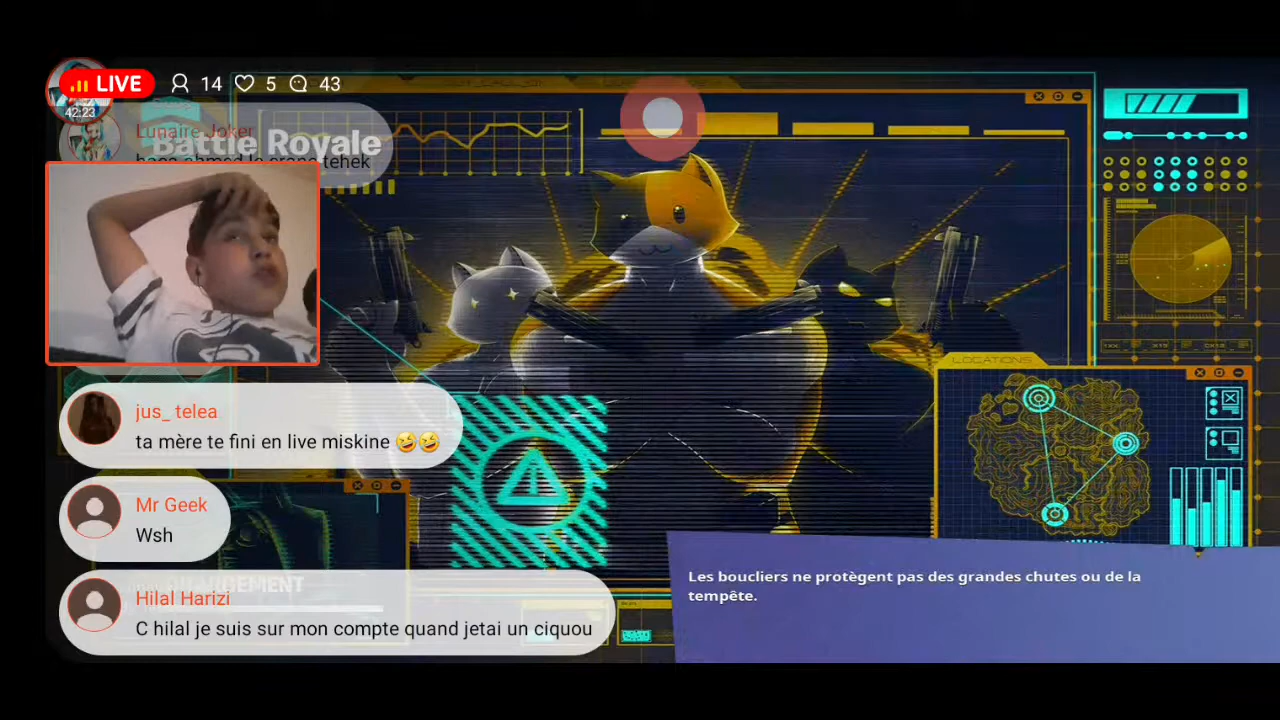 LIVE 14 5 43
42:23
Lunaire Joker
Battle Royale
tehek
jus_ telea
ta mère te fini en live miskine 🤣🤣
Mr Geek
Wsh
CHARGEMENT
Hilal Harizi
C hilal je suis sur mon compte quand jetai un ciquou
LOCATIONS
Les boucliers ne protègent pas des grandes chutes ou de la
tempête.